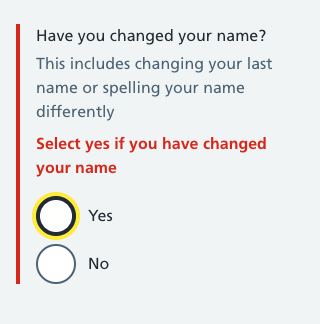 Have you changed your name?
This includes changing your last
name or spelling your name
differently
Select yes if you have changed
your name
Yes
No